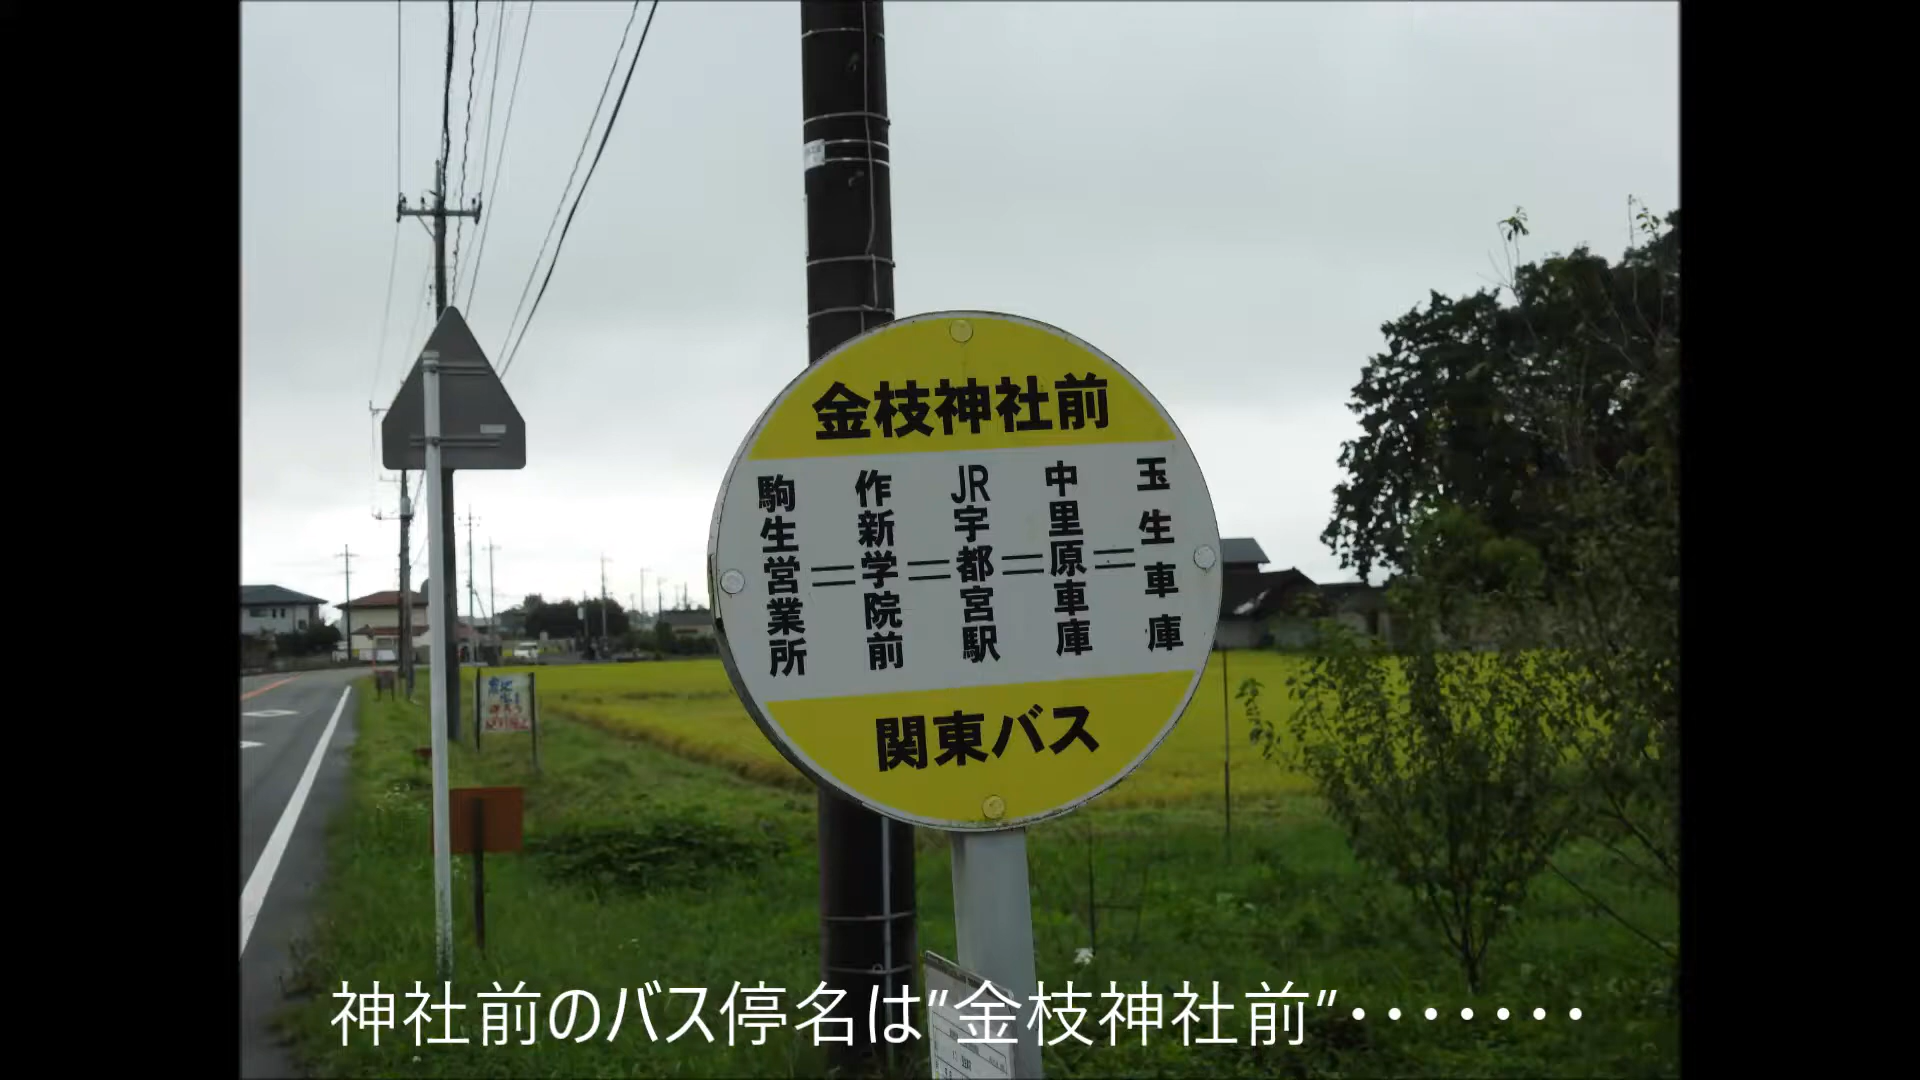 金枝神社前
駒生営業所=作新学院前=JR宇都宮駅=中里原車庫=玉生車庫
関東バス
神社前のバス停名は”金枝神社前”・・・・・・・